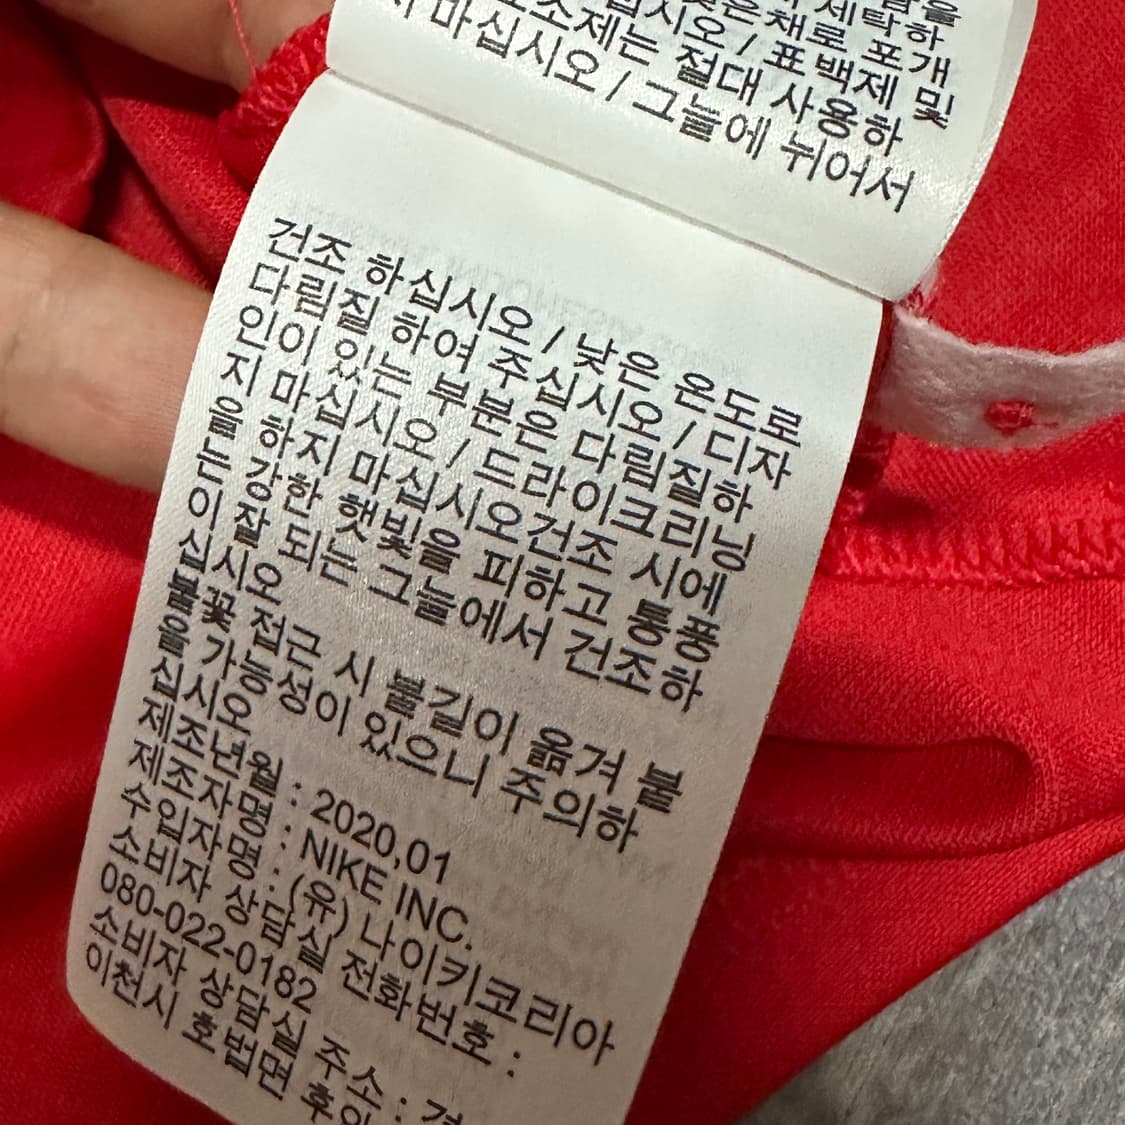 세탁하
채로 포개
십시오 / 표백제 및
소제는 절대 사용하
마십시오 / 그늘에 뉘어서
건조 하십시오 / 낮은 온도로
다림질 하여 주십시오 / 디자
인이 있는 부분은 다림질하
지 마십시오 / 드라이크리닝
을 하지 마십시오건조 시에
는 강한 햇빛을 피하고 통풍
이 잘 되는 그늘에서 건조하
십시오
불꽃 접근 시 불길이 옮겨 붙
을 가능성이 있으니 주의하
십시오
제조년월 : 2020,01
제조자명 : NIKE INC.
수입자명 : (유) 나이키코리아
소비자 상담실 전화번호 :
080-022-0182
소비자 상담실 주소 :
이천시 호법면